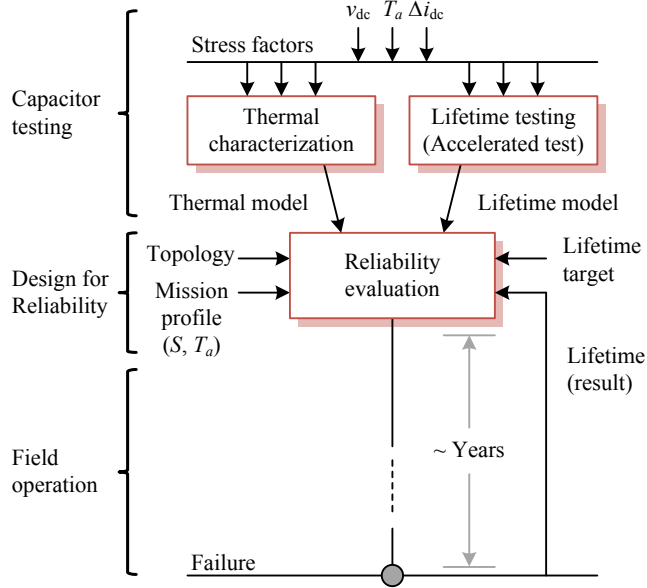 v_dc T_a Δi_dc
Stress factors
Capacitor
testing
Thermal
characterization
Lifetime testing
(Accelerated test)
Thermal model
Lifetime model
Design for
Reliability
Topology
Mission
profile
(S, T_a)
Reliability
evaluation
Lifetime
target
Lifetime
(result)
Field
operation
~ Years
Failure